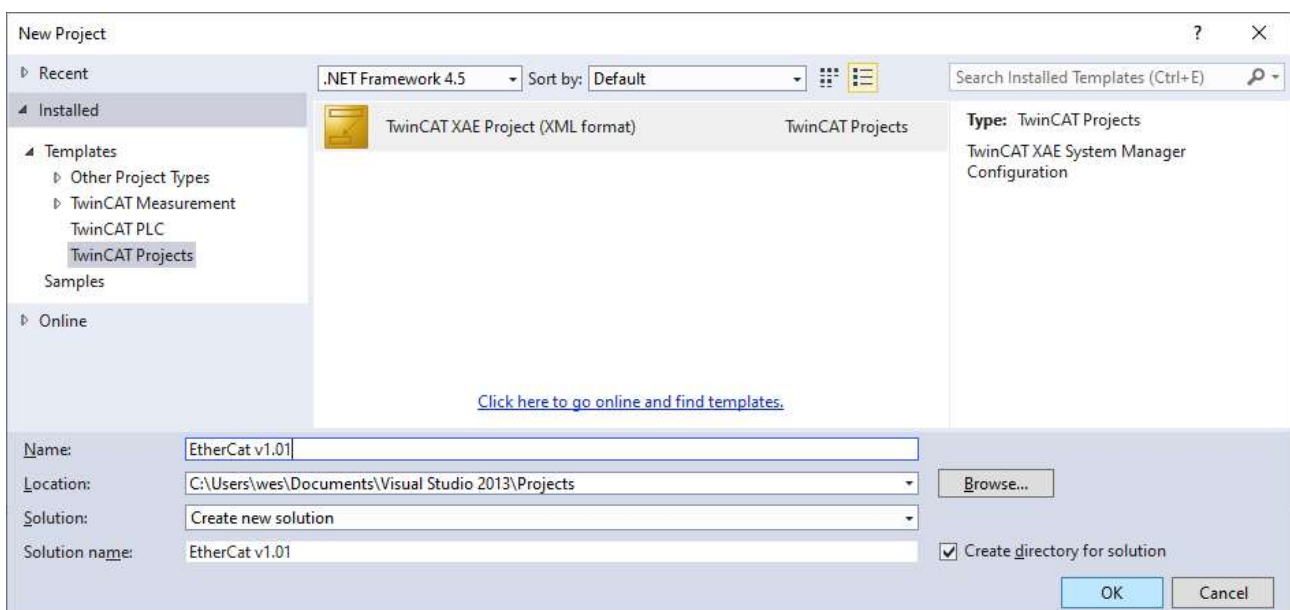 New Project
?
Recent
.NET Framework 4.5
Sort by: Default
Search Installed Templates (Ctrl+E)
Installed
TwinCAT XAE Project (XML format)
TwinCAT Projects
Type: TwinCAT Projects
TwinCAT XAE System Manager
Configuration
Templates
Other Project Types
TwinCAT Measurement
TwinCAT PLC
TwinCAT Projects
Samples
Online
Click here to go online and find templates.
Name: EtherCat v1.01
Location: C:\Users\wes\Documents\Visual Studio 2013\Projects
Browse...
Solution: Create new solution
Solution name: EtherCat v1.01
Create directory for solution
OK
Cancel